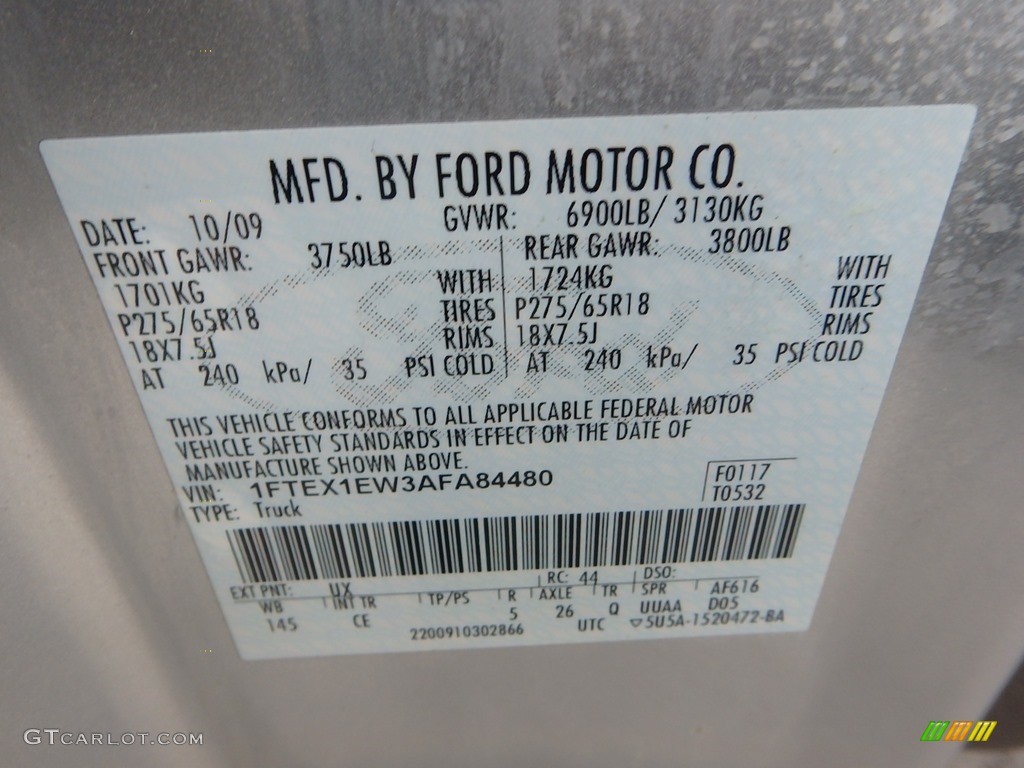 MFD. BY FORD MOTOR CO.
DATE: 10/09 GVWR: 6900LB/ 3130KG
FRONT GAWR: 3750LB REAR GAWR: 3800LB
1701KG WITH 1724KG WITH
P275/65R18 TIRES P275/65R18 TIRES
18X7.5J RIMS 18X7.5J RIMS
AT 240 kPa/ 35 PSI COLD AT 240 kPa/ 35 PSI COLD
THIS VEHICLE CONFORMS TO ALL APPLICABLE FEDERAL MOTOR
VEHICLE SAFETY STANDARDS IN EFFECT ON THE DATE OF
MANUFACTURE SHOWN ABOVE.
VIN: 1FTEX1EW3AFA84480 F0117
TYPE: Truck T0532
EXT PNT: UX RC: 44 DSO:
WB INT TR TP/PS R AXLE TR SPR AF616
145 CE 5 26 Q UUAA D05
2200910302866 UTC ▽5U5A-1520472-BA
GTCARLOT.COM